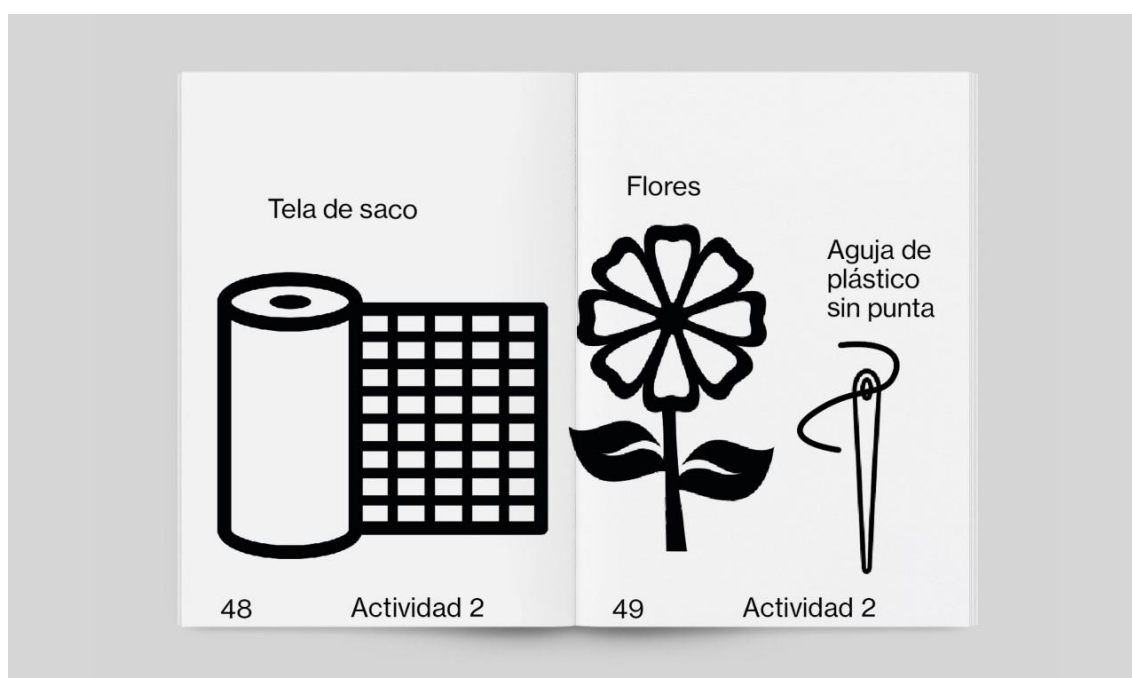 Tela de saco
48
Actividad 2
Flores
Aguja de
plástico
sin punta
49
Actividad 2